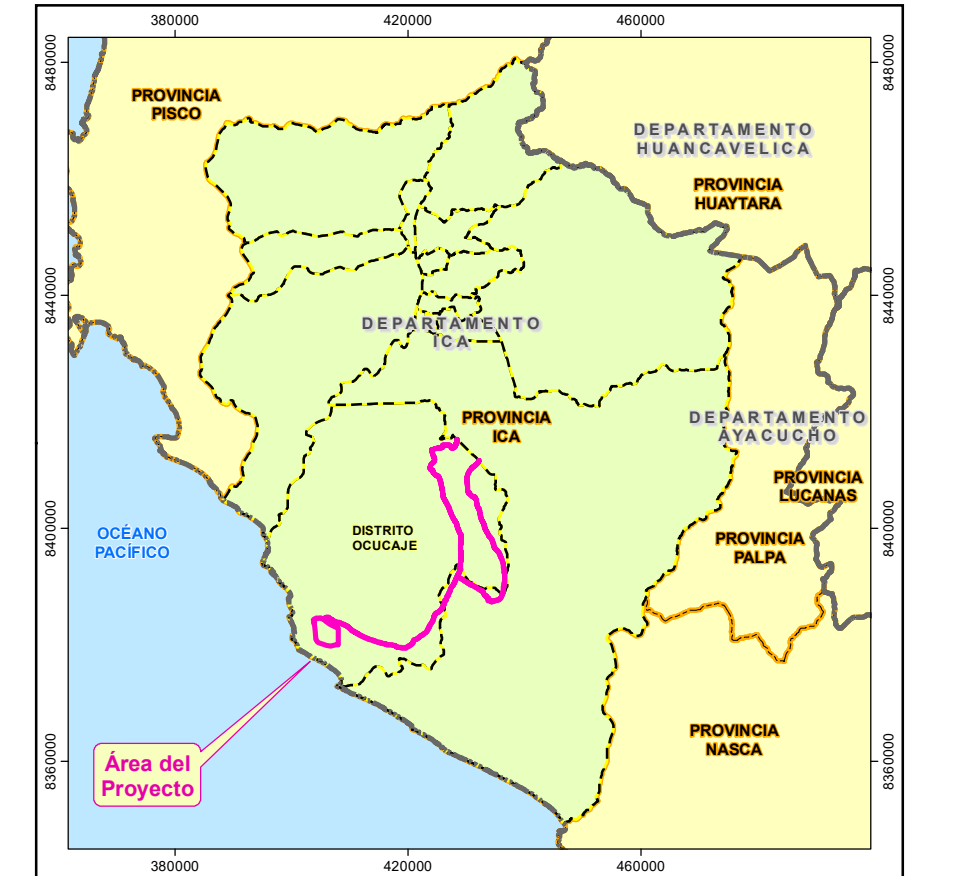 380000
420000
460000
8480000
8480000
PROVINCIA
PISCO
DEPARTAMENTO
HUANCAVELICA
PROVINCIA
HUAYTARA
8440000
8440000
DEPARTAMENTO
ICA
PROVINCIA
ICA
DEPARTAMENTO
AYACUCHO
PROVINCIA
LUCANAS
8400000
8400000
OCÉANO
PACÍFICO
DISTRITO
OCUCAJE
PROVINCIA
PALPA
PROVINCIA
NASCA
Área del
Proyecto
8360000
8360000
380000
420000
460000